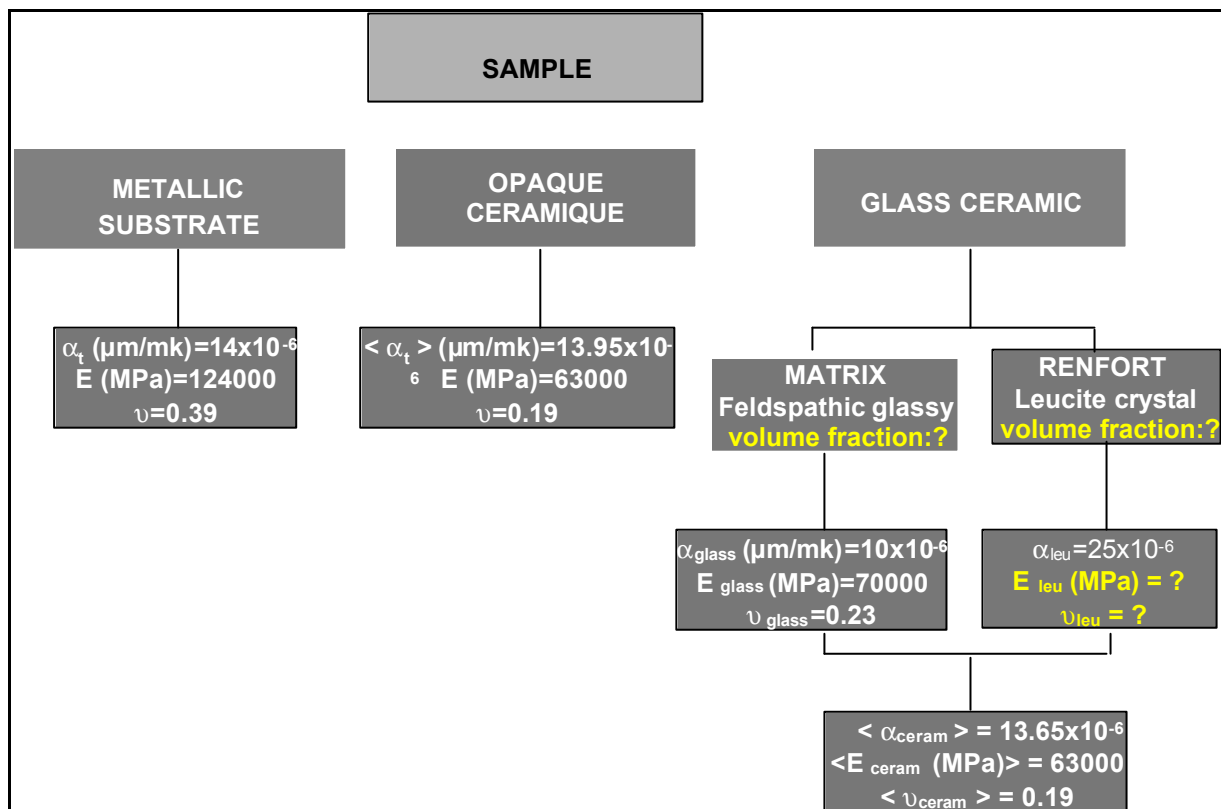 SAMPLE
METALLIC
SUBSTRATE
OPAQUE
CERAMIQUE
GLASS CERAMIC
αt (µm/mk)=14x10-6
E (MPa)=124000
υ=0.39
< αt > (µm/mk)=13.95x10-
6 E (MPa)=63000
υ=0.19
MATRIX
Feldspathic glassy
volume fraction:?
RENFORT
Leucite crystal
volume fraction:?
αglass (µm/mk)=10x10-6
E glass (MPa)=70000
υ glass=0.23
αleu=25x10-6
E leu (MPa) = ?
υleu = ?
< αceram > = 13.65x10-6
<E ceram (MPa)> = 63000
< υceram > = 0.19